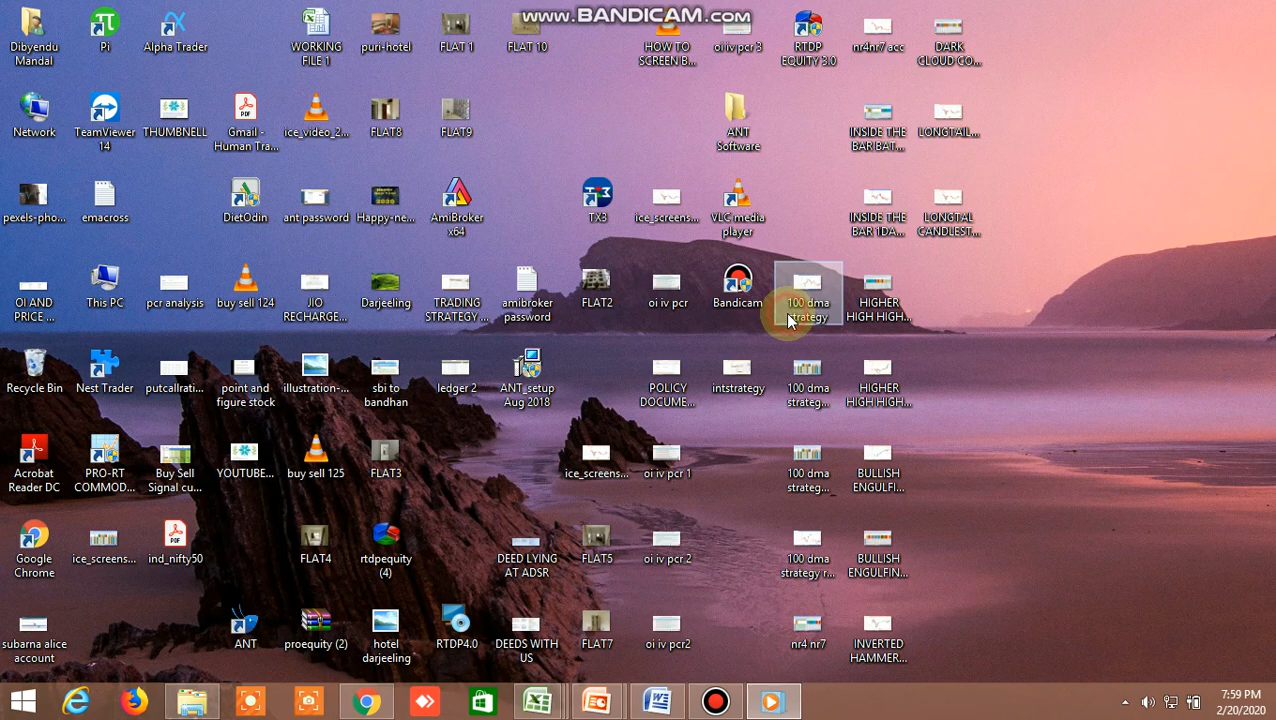 www.BANDICAM.com
Dibyendu
Mandal
Pi
Alpha Trader
WORKING
FILE 1
puri-hotel
FLAT 1
FLAT 10
HOW TO
SCREEN B...
oi iv pcr 3
RTDP
EQUITY 3.0
nr4nr7 acc
DARK
CLOUD CO...
Network
TeamViewer
14
THUMBNELL
Gmail -
Human Tra...
ice_video_2...
FLAT8
FLAT9
ANT
Software
INSIDE THE
BAR BAT...
LONGTAIL...
pexels-pho...
emacross
DietOdin
ant password
Happy-ne...
AmiBroker
x64
TX3
ice_screens...
VLC media
player
INSIDE THE
BAR 1DA...
LONGTAL
CANDLEST...
OI AND
PRICE ...
This PC
pcr analysis
buy sell 124
JIO
RECHARGE...
Darjeeling
TRADING
STRATEGY ...
amibroker
password
FLAT2
oi iv pcr
Bandicam
100 dma
strategy
HIGHER
HIGH HIGH...
Recycle Bin
Nest Trader
putcallrati...
point and
figure stock
illustration-...
sbi to
bandhan
ledger 2
ANT_setup
Aug 2018
POLICY
DOCUME...
intstrategy
100 dma
strateg...
HIGHER
HIGH HIGH...
Acrobat
Reader DC
PRO-RT
COMMOD...
Buy Sell
Signal cu...
YOUTUBE...
buy sell 125
FLAT3
ice_screens...
oi iv pcr 1
100 dma
strateg...
BULLISH
ENGULFI...
Google
Chrome
ice_screens...
ind_nifty50
FLAT4
rtdpequity
(4)
DEED LYING
AT ADSR
FLAT5
oi iv pcr 2
100 dma
strategy r...
BULLISH
ENGULFIN...
subarna alice
account
ANT
proequity (2)
hotel
darjeeling
RTDP4.0
DEEDS WITH
US
FLAT7
oi iv pcr2
nr4 nr7
INVERTED
HAMMER...
7:59 PM
2/20/2020